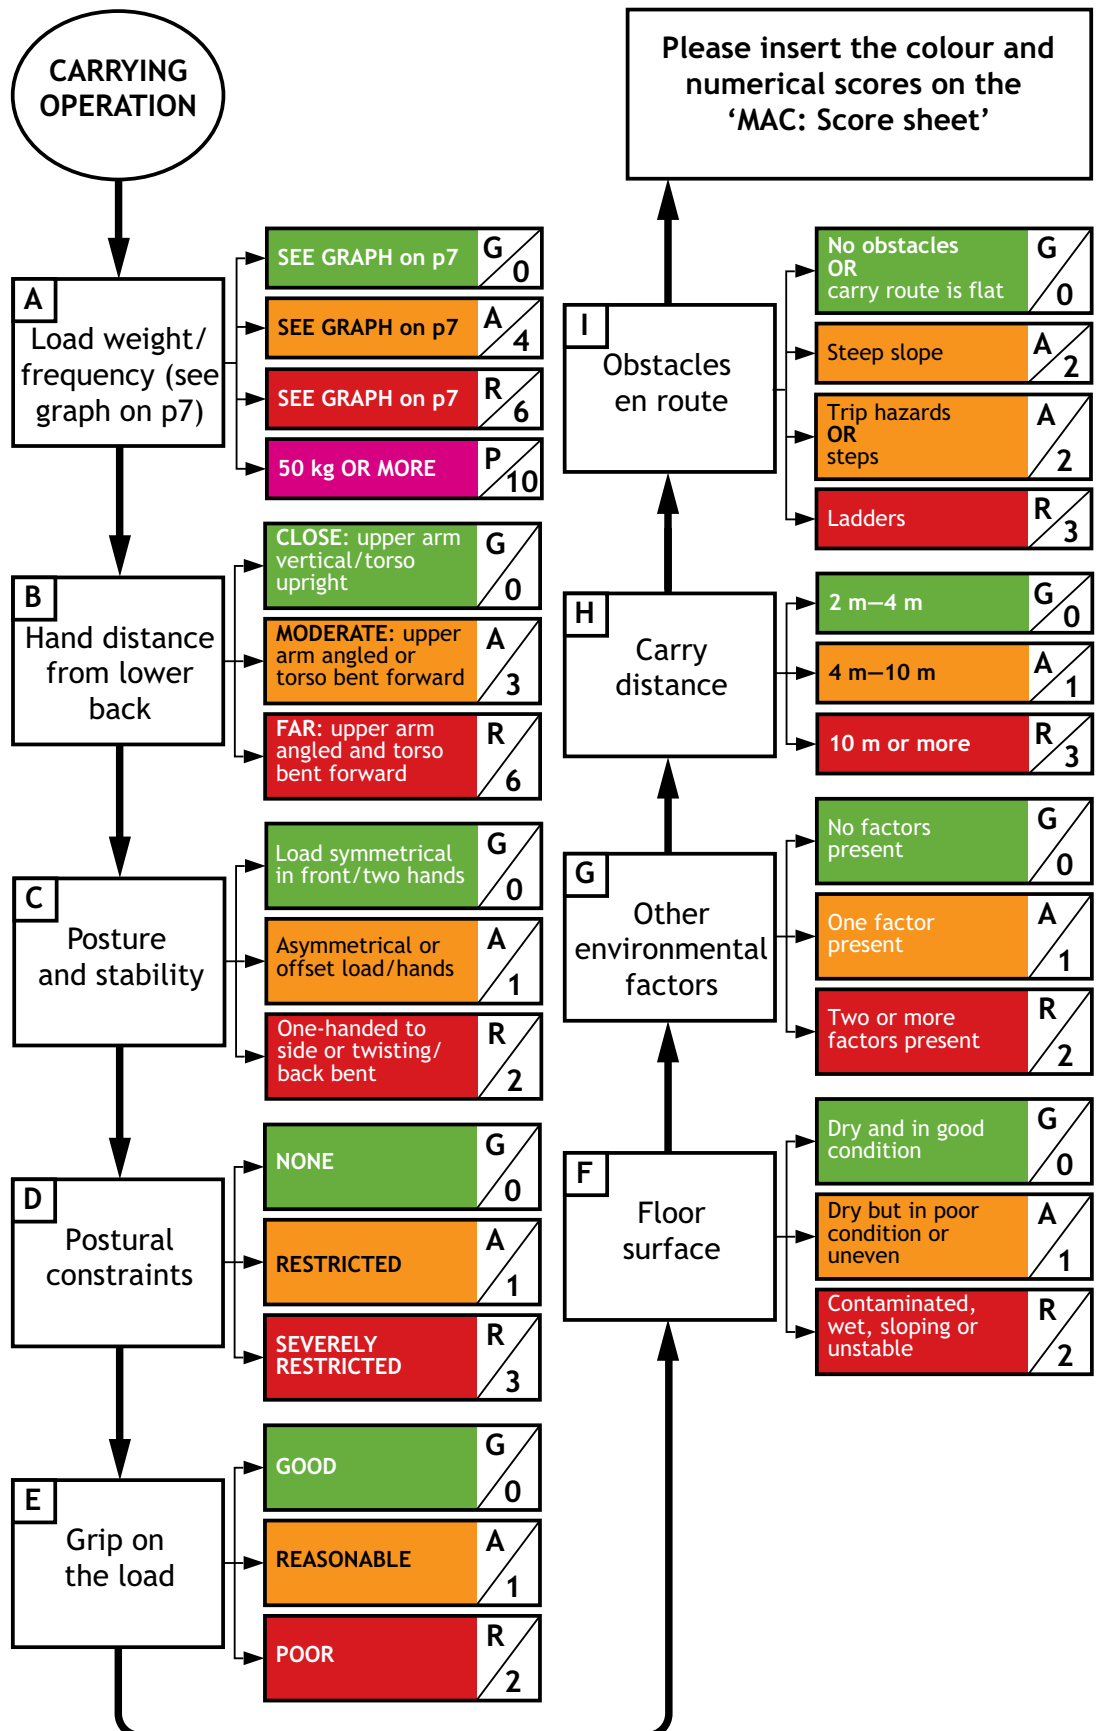 CARRYING
OPERATION
A
Load weight/
frequency (see
graph on p7)
SEE GRAPH on p7
G
0
SEE GRAPH on p7
A
4
SEE GRAPH on p7
R
6
50 kg OR MORE
P
10
B
Hand distance
from lower
back
CLOSE: upper arm
vertical/torso
upright
G
0
MODERATE: upper
arm angled or
torso bent forward
A
3
FAR: upper arm
angled and torso
bent forward
R
6
C
Posture
and stability
Load symmetrical
in front/two hands
G
0
Asymmetrical or
offset load/hands
A
1
One-handed to
side or twisting/
back bent
R
2
D
Postural
constraints
NONE
G
0
RESTRICTED
A
1
SEVERELY
RESTRICTED
R
3
E
Grip on
the load
GOOD
G
0
REASONABLE
A
1
POOR
R
2
F
Floor
surface
Dry and in good
condition
G
0
Dry but in poor
condition or
uneven
A
1
Contaminated,
wet, sloping or
unstable
R
2
G
Other
environmental
factors
No factors
present
G
0
One factor
present
A
1
Two or more
factors present
R
2
H
Carry
distance
2 m—4 m
G
0
4 m—10 m
A
1
10 m or more
R
3
I
Obstacles
en route
No obstacles
OR
carry route is flat
G
0
Steep slope
A
2
Trip hazards
OR
steps
A
2
Ladders
R
3
Please insert the colour and
numerical scores on the
‘MAC: Score sheet’